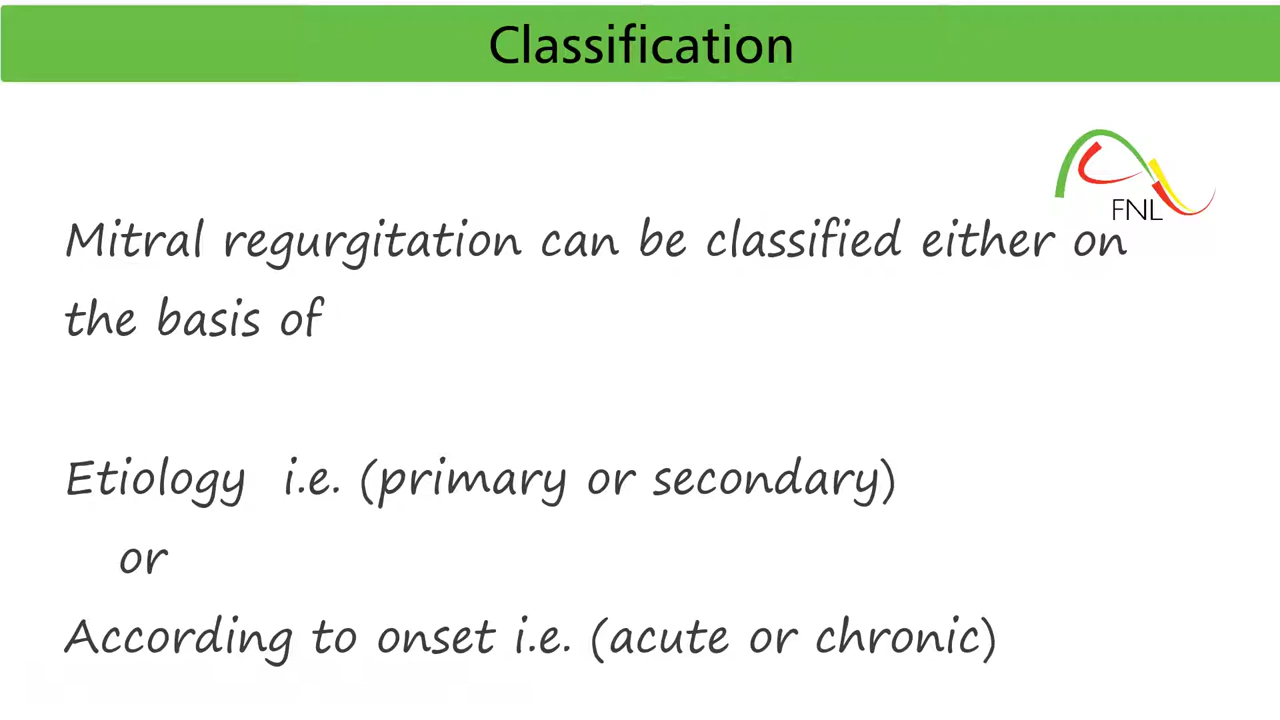 Classification
FNL
Mitral regurgitation can be classified either on
the basis of
Etiology i.e. (primary or secondary)
or
According to onset i.e. (acute or chronic)